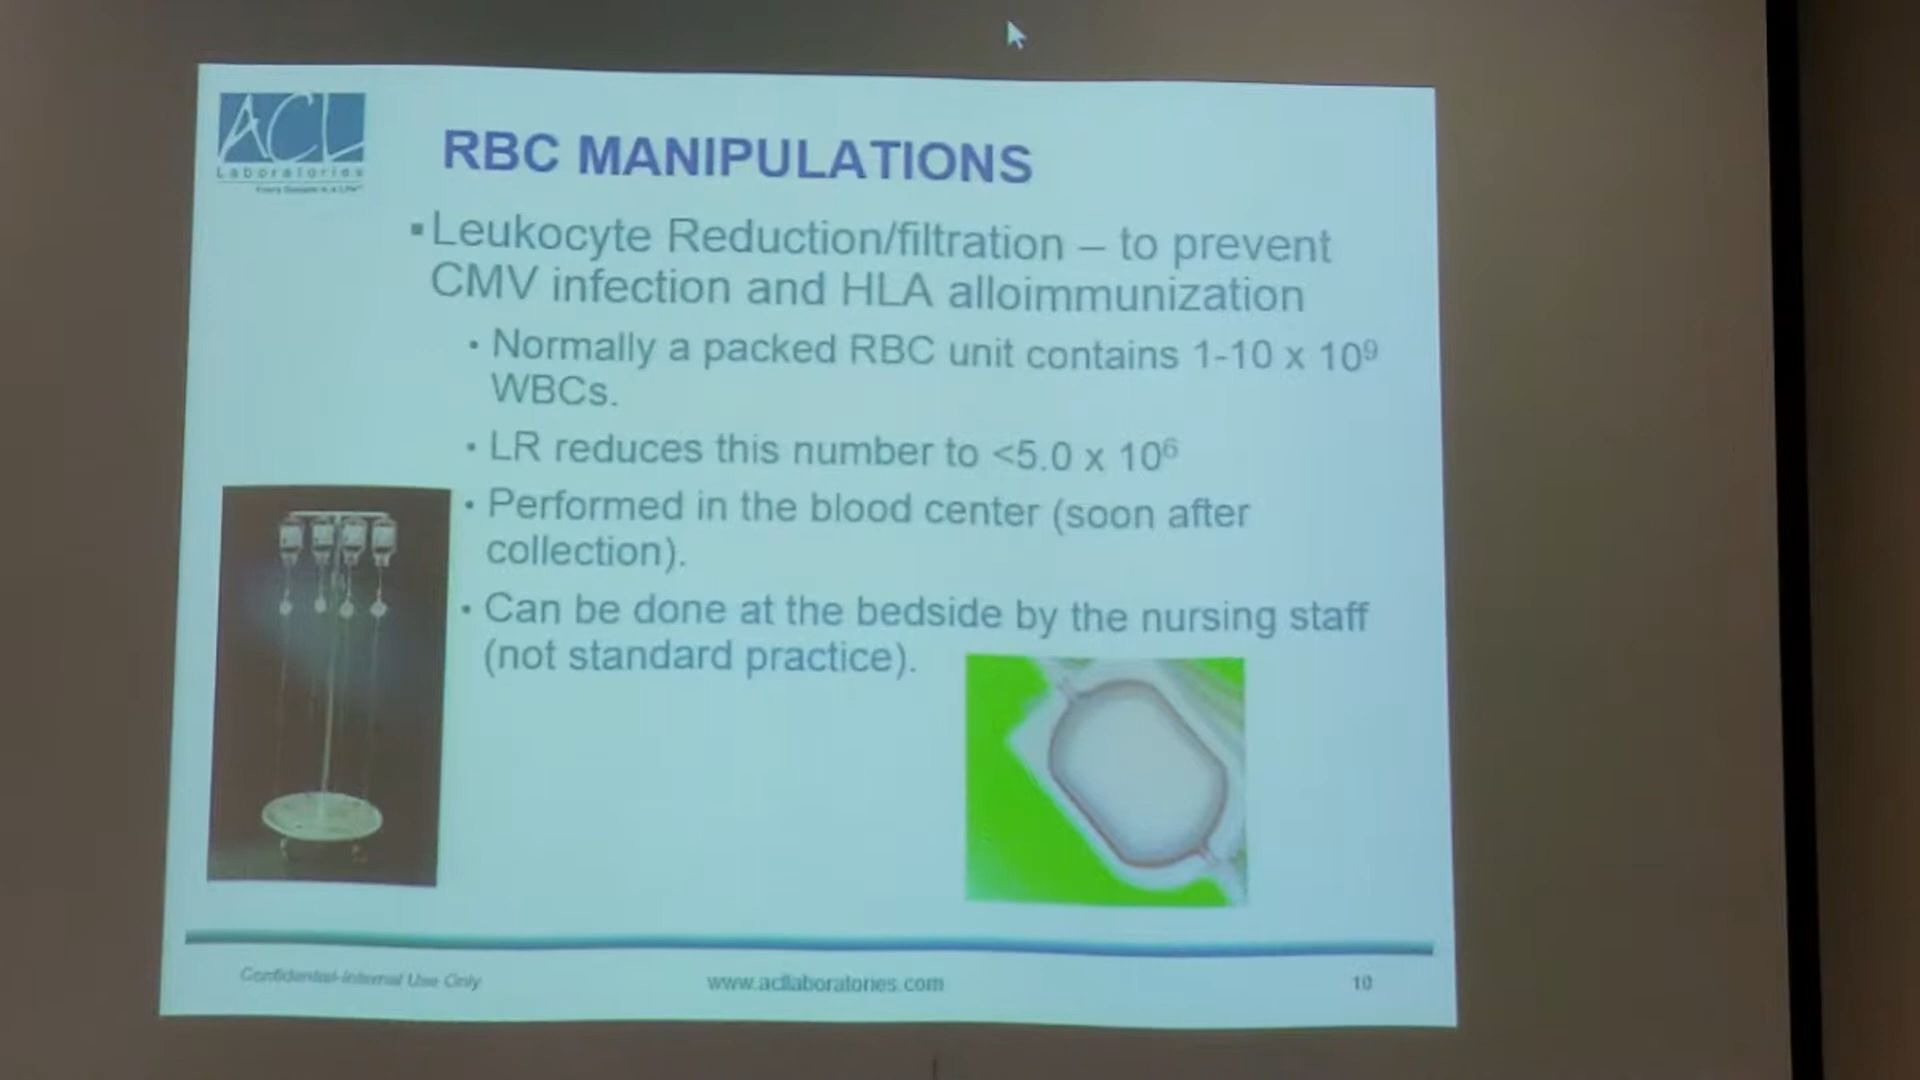 ACL
Laboratories
RBC MANIPULATIONS
▪Leukocyte Reduction/filtration – to prevent
CMV infection and HLA alloimmunization
• Normally a packed RBC unit contains 1-10 x 10⁹
WBCs.
• LR reduces this number to <5.0 x 10⁶
• Performed in the blood center (soon after
collection).
• Can be done at the bedside by the nursing staff
(not standard practice).
Confidential-Internal Use Only
www.acllaboratories.com
10